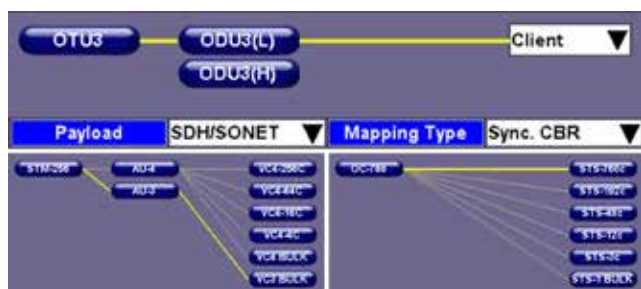 OTU3 ODU3(L) Client
ODU3(H)
Payload SDH/SONET Mapping Type Sync. CBR
STM-256 AU-4 VC4-256C OC-768 STS-768c
AU-3 VC4-64C STS-192c
VC4-16C STS-48c
VC4-4C STS-12c
VC4 BULK STS-3c
VC3 BULK STS-1 BULK